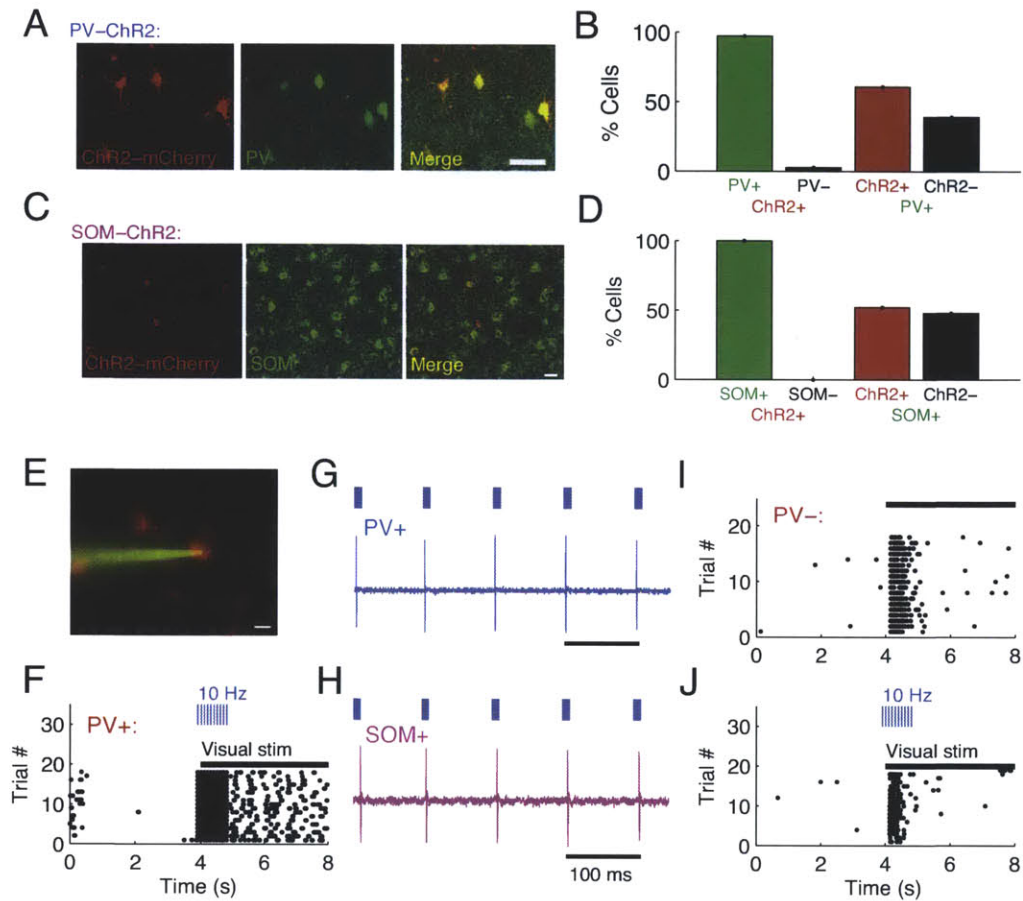 A
PV–ChR2:
ChR2–mCherry
PV
Merge
B
% Cells
100
50
0
PV+
PV–
ChR2+
ChR2–
ChR2+
PV+
C
SOM–ChR2:
ChR2–mCherry
SOM
Merge
D
% Cells
100
50
0
SOM+
SOM–
ChR2+
ChR2–
ChR2+
SOM+
E
F
10 Hz
PV+:
Visual stim
Trial #
30
20
10
0
0
2
4
6
8
Time (s)
G
PV+
H
SOM+
100 ms
I
PV–:
Trial #
20
10
0
0
2
4
6
8
J
10 Hz
Visual stim
Trial #
30
20
10
0
0
2
4
6
8
Time (s)